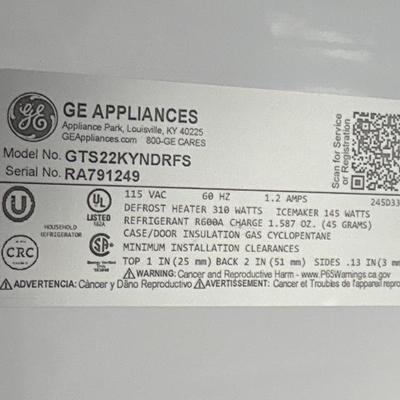 GE APPLIANCES
Appliance Park, Louisville, KY 40225
GEAppliances.com 800-GE CARES
Model No. GTS22KYNDRFS
Serial No. RA791249
Scan for Service
or Registration
115 VAC 60 HZ 1.2 AMPS
245D33
DEFROST HEATER 310 WATTS ICEMAKER 145 WATTS
REFRIGERANT R600A CHARGE 1.587 OZ. (45 GRAMS)
CASE/DOOR INSULATION GAS CYCLOPENTANE
MINIMUM INSTALLATION CLEARANCES
TOP 1 IN (25 mm) BACK 2 IN (51 mm) SIDES .13 IN (3 mm
U
UL
LISTED
HOUSEHOLD
REFRIGERATOR
CRC
⚠WARNING: Cancer and Reproductive Harm - www.P65Warnings.ca.gov
⚠ADVERTENCIA: Cáncer y Daño Reproductivo ⚠AVERTISSEMENT: Cancer et Troubles de l'appareil repro